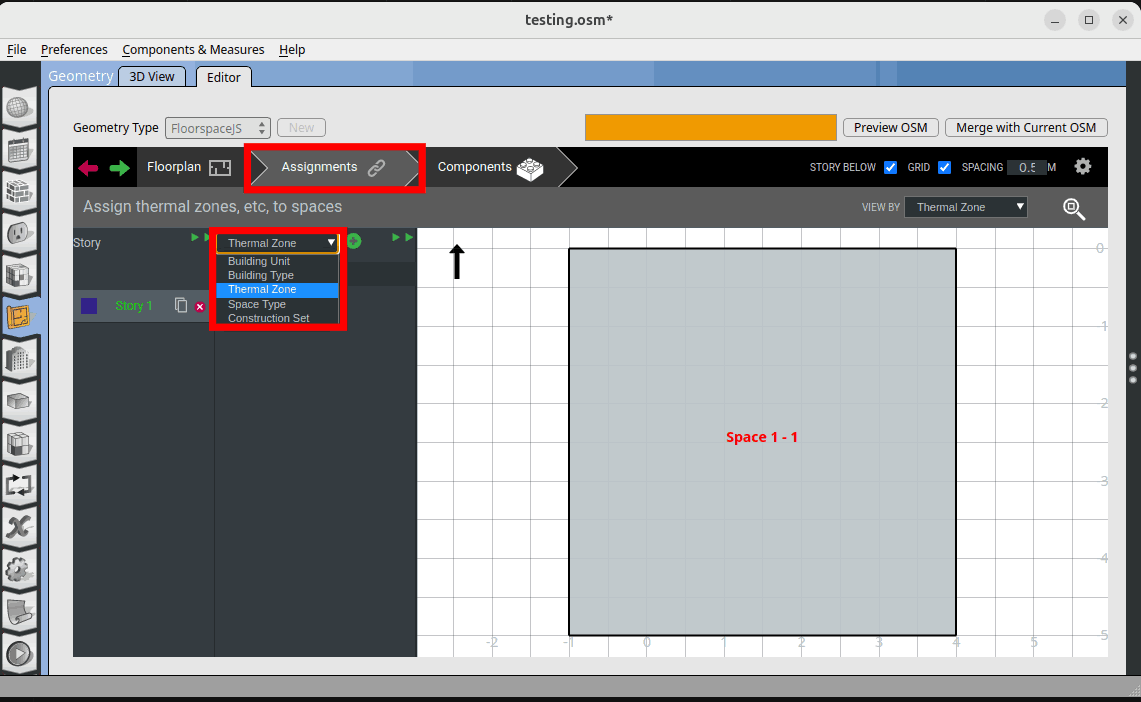 testing.osm*
File Preferences Components & Measures Help
Geometry 3D View Editor
Geometry Type FloorspaceJS New Preview OSM Merge with Current OSM
Floorplan Assignments Components STORY BELOW GRID SPACING 0.5 M
Assign thermal zones, etc, to spaces VIEW BY Thermal Zone
Story Thermal Zone
Building Unit
Building Type
Thermal Zone
Space Type
Construction Set
Story 1
Space 1 - 1
0
-1
-2
-3
-4
5
-2 -1 0 1 2 3 4 5